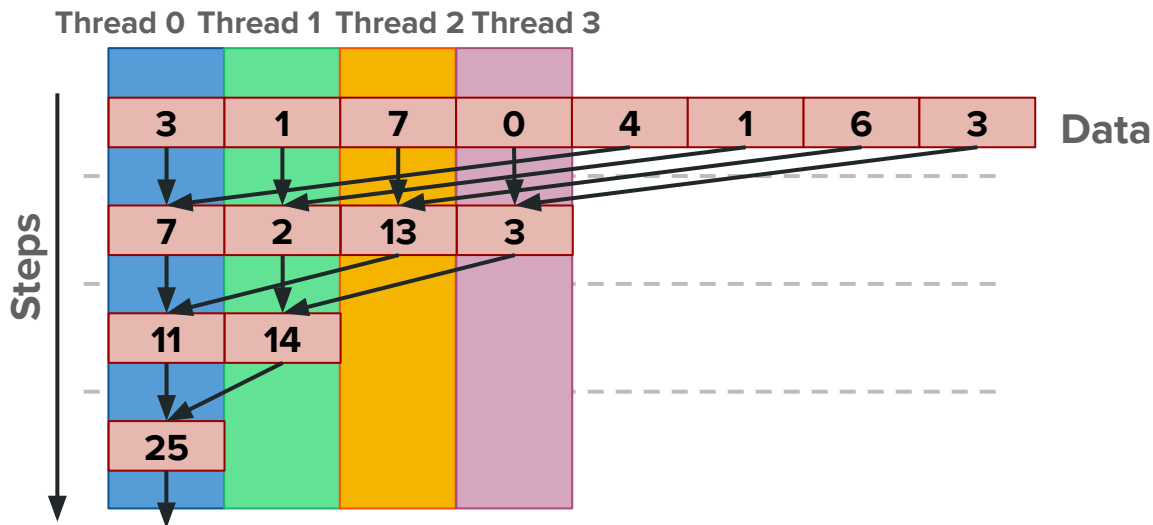 Thread 0 Thread 1 Thread 2 Thread 3
3 1 7 0 4 1 6 3 Data
7 2 13 3
Steps
11 14
25